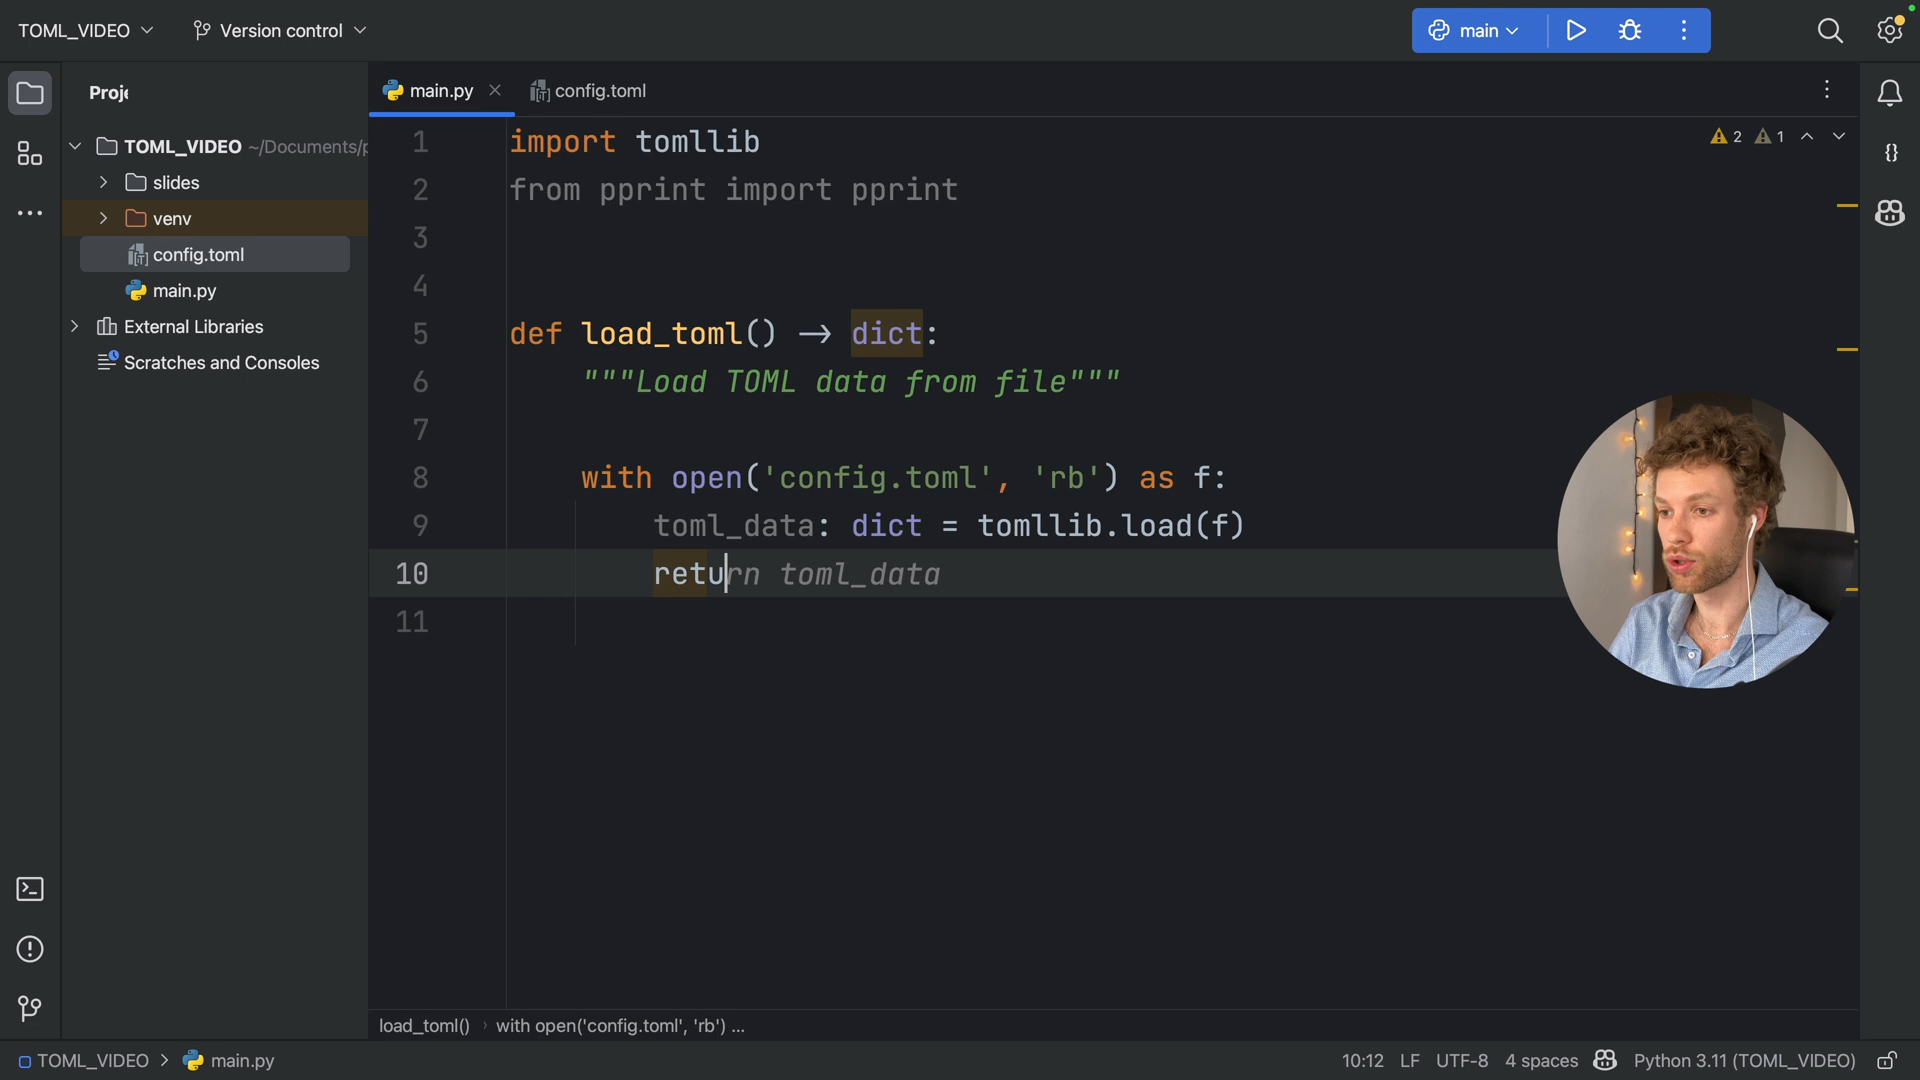 TOML_VIDEO
Version control
main
Proje
main.py
config.toml
TOML_VIDEO ~/Documents/p
slides
venv
config.toml
main.py
External Libraries
Scratches and Consoles
2 1
1 import tomllib
2 from pprint import pprint
3
4
5 def load_toml() → dict:
6 """Load TOML data from file"""
7
8 with open('config.toml', 'rb') as f:
9 toml_data: dict = tomllib.load(f)
10 return toml_data
11
load_toml() › with open('config.toml', 'rb') ...
TOML_VIDEO > main.py
10:12 LF UTF-8 4 spaces Python 3.11 (TOML_VIDEO)